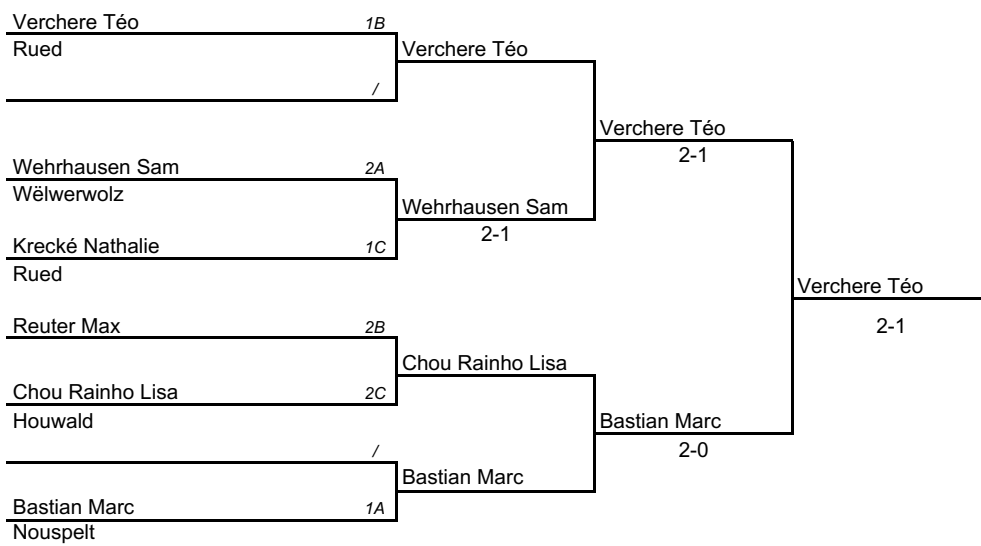 Verchere Téo 1B
Rued
Verchere Téo
/
Verchere Téo
2-1
Wehrhausen Sam 2A
Wëlwerwolz
Wehrhausen Sam
2-1
Krecké Nathalie 1C
Rued
Verchere Téo
2-1
Reuter Max 2B
Chou Rainho Lisa
Chou Rainho Lisa 2C
Houwald
Bastian Marc
2-0
/
Bastian Marc
Bastian Marc 1A
Nouspelt